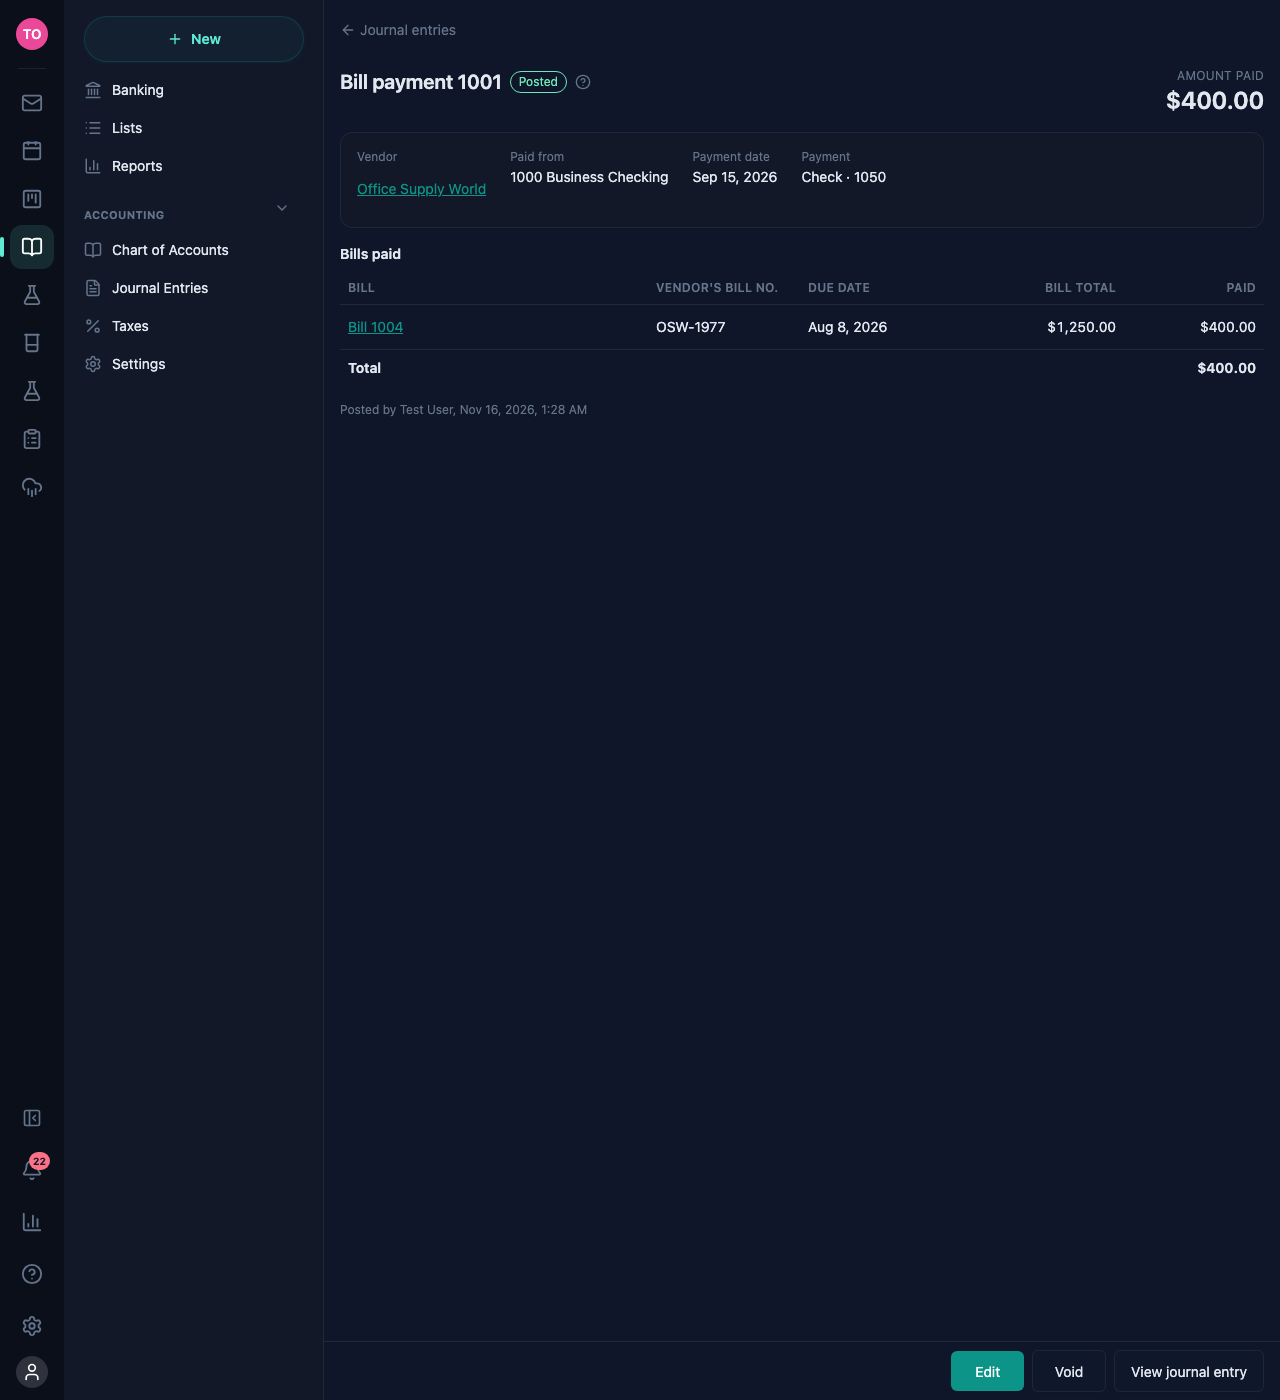 TO
New
Banking
Lists
Reports
ACCOUNTING
Chart of Accounts
Journal Entries
Taxes
Settings
22
Journal entries
Bill payment 1001 Posted
AMOUNT PAID
$400.00
Vendor Paid from Payment date Payment
Office Supply World 1000 Business Checking Sep 15, 2026 Check · 1050
Bills paid
BILL VENDOR'S BILL NO. DUE DATE BILL TOTAL PAID
Bill 1004 OSW-1977 Aug 8, 2026 $1,250.00 $400.00
Total $400.00
Posted by Test User, Nov 16, 2026, 1:28 AM
Edit Void View journal entry